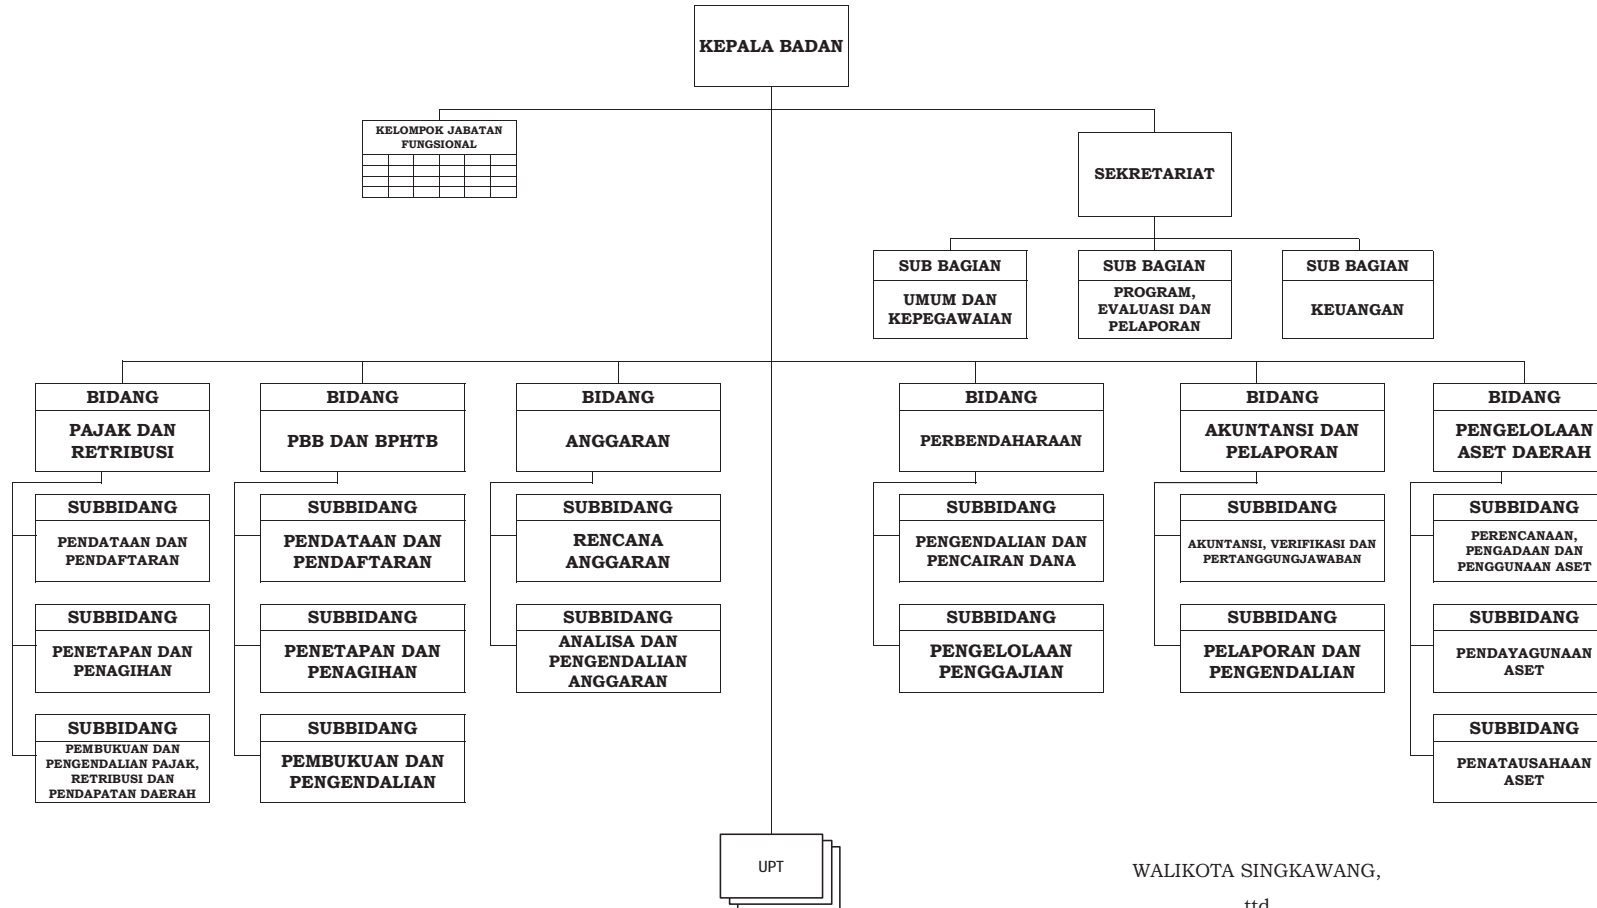 KEPALA BADAN
KELOMPOK JABATAN
FUNGSIONAL
SEKRETARIAT
SUB BAGIAN
UMUM DAN
KEPEGAWAIAN
SUB BAGIAN
PROGRAM,
EVALUASI DAN
PELAPORAN
SUB BAGIAN
KEUANGAN
BIDANG
PAJAK DAN
RETRIBUSI
SUBBIDANG
PENDATAAN DAN
PENDAFTARAN
SUBBIDANG
PENETAPAN DAN
PENAGIHAN
SUBBIDANG
PEMBUKUAN DAN
PENGENDALIAN PAJAK,
RETRIBUSI DAN
PENDAPATAN DAERAH
BIDANG
PBB DAN BPHTB
SUBBIDANG
PENDATAAN DAN
PENDAFTARAN
SUBBIDANG
PENETAPAN DAN
PENAGIHAN
SUBBIDANG
PEMBUKUAN DAN
PENGENDALIAN
BIDANG
ANGGARAN
SUBBIDANG
RENCANA
ANGGARAN
SUBBIDANG
ANALISA DAN
PENGENDALIAN
ANGGARAN
BIDANG
PERBENDAHARAAN
SUBBIDANG
PENGENDALIAN DAN
PENCAIRAN DANA
SUBBIDANG
PENGELOLAAN
PENGGAJIAN
BIDANG
AKUNTANSI DAN
PELAPORAN
SUBBIDANG
AKUNTANSI, VERIFIKASI DAN
PERTANGGUNGJAWABAN
SUBBIDANG
PELAPORAN DAN
PENGENDALIAN
BIDANG
PENGELOLAAN
ASET DAERAH
SUBBIDANG
PERENCANAAN,
PENGADAAN DAN
PENGGUNAAN ASET
SUBBIDANG
PENDAYAGUNAAN
ASET
SUBBIDANG
PENATAUSAHAAN
ASET
UPT
WALIKOTA SINGKAWANG,
ttd